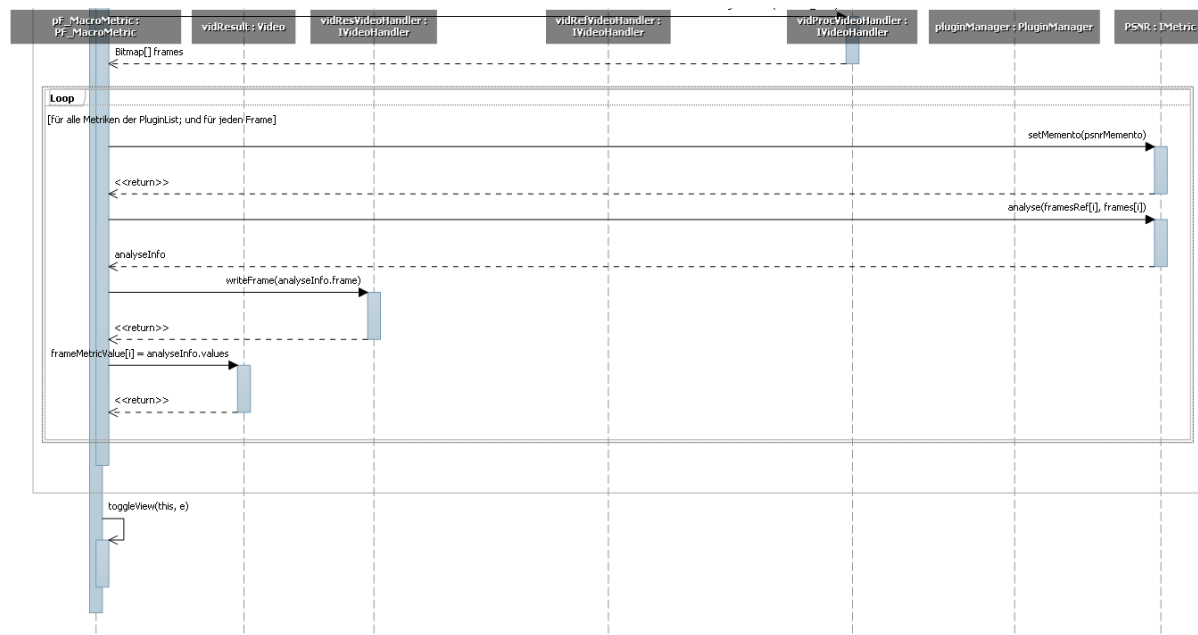 pF_MacroMetric :
PF_MacroMetric
vidResult : Video
vidResVideoHandler :
IVideoHandler
vidRefVideoHandler :
IVideoHandler
vidProcVideoHandler :
IVideoHandler
pluginManager : PluginManager
PSNR : IMetric
Bitmap[] frames
Loop
[für alle Metriken der PluginList; und für jeden Frame]
setMemento(psnrMemento)
<<return>>
analyse(framesRef[i], frames[i])
analyseInfo
writeFrame(analyseInfo.frame)
<<return>>
frameMetricValue[i] = analyseInfo.values
<<return>>
toggleView(this, e)